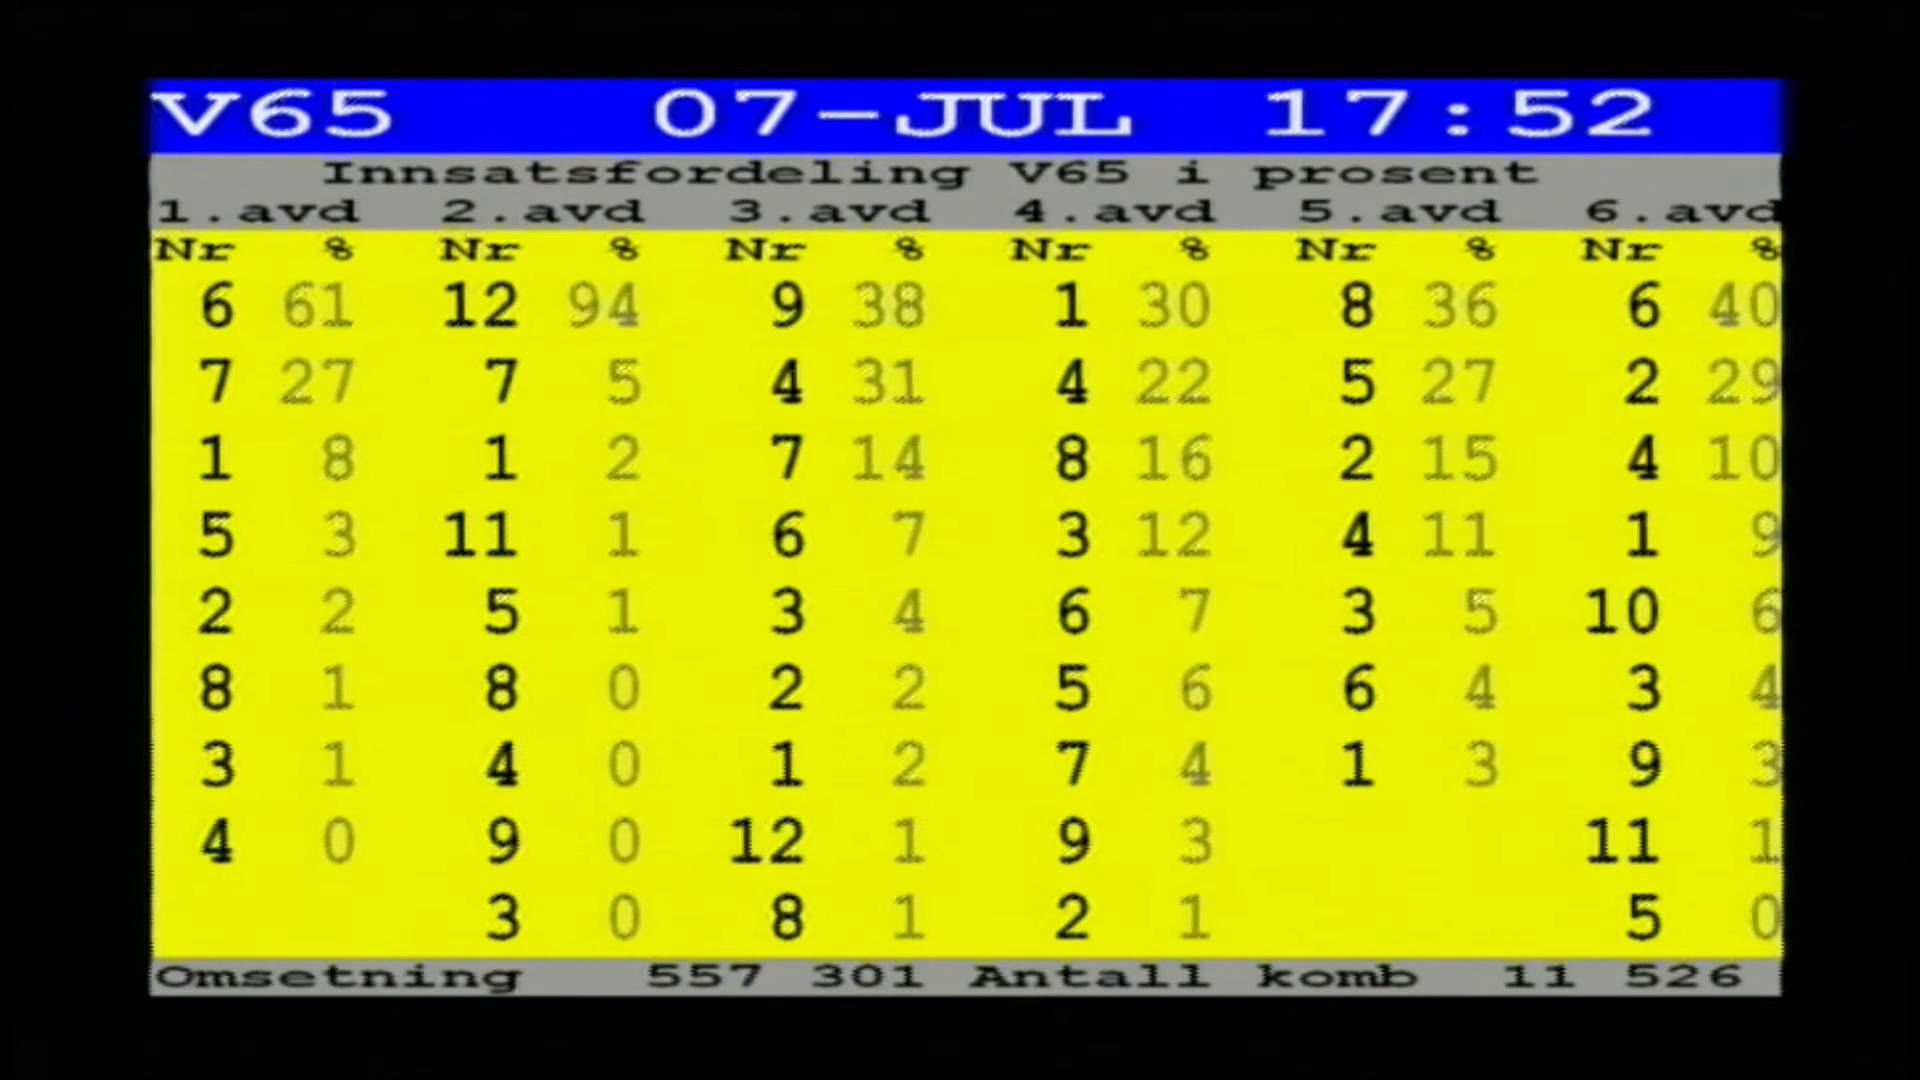 V65 07-JUL 17:52
Innsatsfordeling V65 i prosent
1.avd 2.avd 3.avd 4.avd 5.avd 6.avd
Nr % Nr % Nr % Nr % Nr % Nr %
6 61 12 94 9 38 1 30 8 36 6 40
7 27 7 5 4 31 4 22 5 27 2 29
1 8 1 2 7 14 8 16 2 15 4 10
5 3 11 1 6 7 3 12 4 11 1 9
2 2 5 1 3 4 6 7 3 5 10 6
8 1 8 0 2 2 5 6 6 4 3 4
3 1 4 0 1 2 7 4 1 3 9 3
4 0 9 0 12 1 9 3 11 1
3 0 8 1 2 1 5 0
Omsetning 557 301 Antall komb 11 526